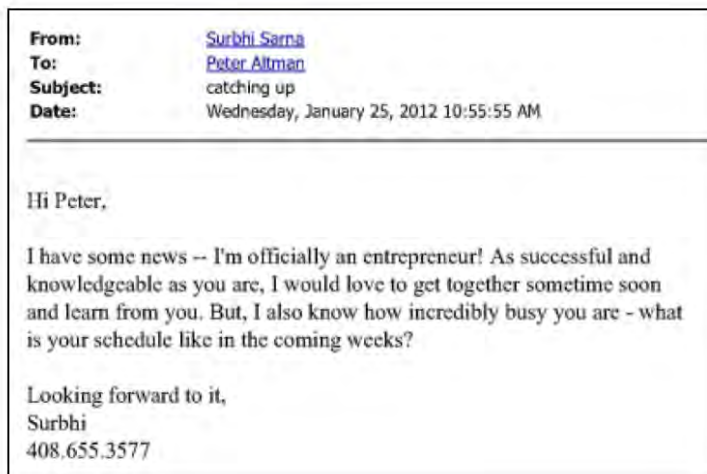 From: Surbhi Sarna
To: Peter Altman
Subject: catching up
Date: Wednesday, January 25, 2012 10:55:55 AM
Hi Peter,
I have some news -- I'm officially an entrepreneur! As successful and
knowledgeable as you are, I would love to get together sometime soon
and learn from you. But, I also know how incredibly busy you are - what
is your schedule like in the coming weeks?
Looking forward to it,
Surbhi
408.655.3577